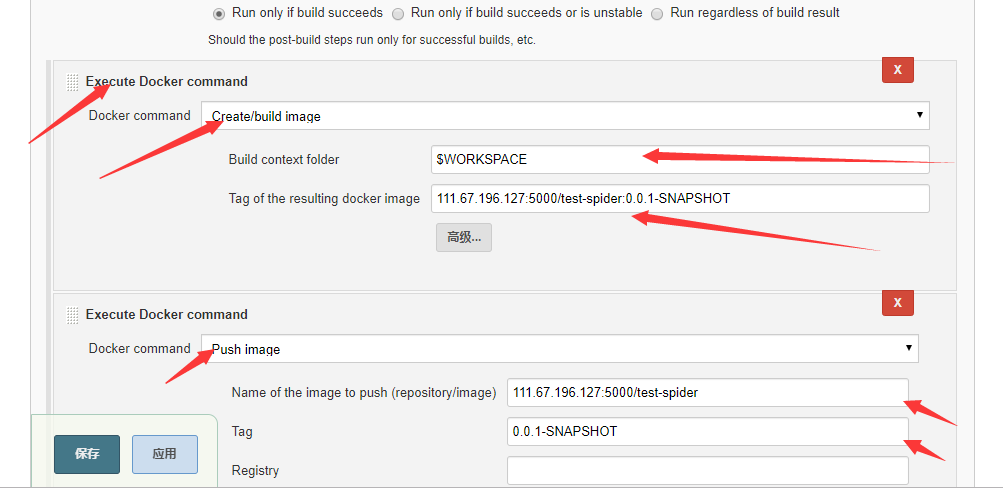 Run only if build succeeds Run only if build succeeds or is unstable Run regardless of build result
Should the post-build steps run only for successful builds, etc.
X
Execute Docker command
Docker command Create/build image
Build context folder $WORKSPACE
Tag of the resulting docker image 111.67.196.127:5000/test-spider:0.0.1-SNAPSHOT
高级...
X
Execute Docker command
Docker command Push image
Name of the image to push (repository/image) 111.67.196.127:5000/test-spider
Tag 0.0.1-SNAPSHOT
保存 应用
Registry